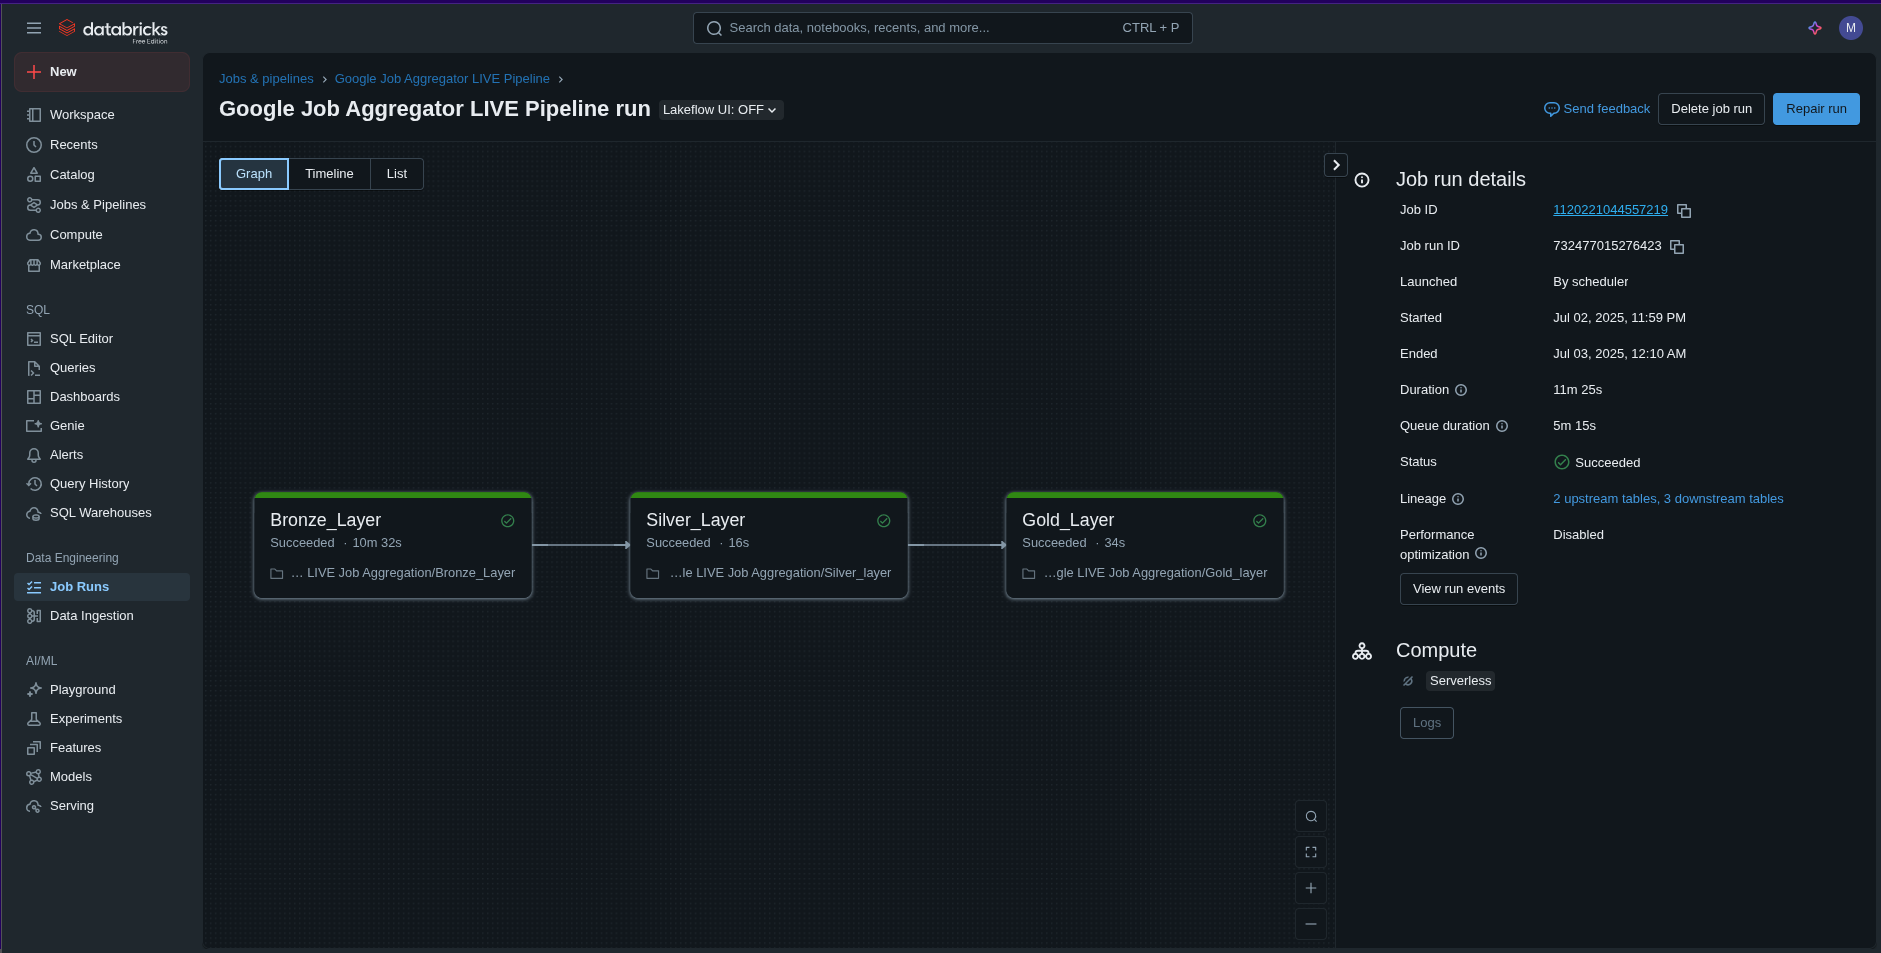 databricks
Free Edition
Search data, notebooks, recents, and more...
CTRL + P
M
New
Workspace
Recents
Catalog
Jobs & Pipelines
Compute
Marketplace
SQL
SQL Editor
Queries
Dashboards
Genie
Alerts
Query History
SQL Warehouses
Data Engineering
Job Runs
Data Ingestion
AI/ML
Playground
Experiments
Features
Models
Serving
Jobs & pipelines › Google Job Aggregator LIVE Pipeline ›
Google Job Aggregator LIVE Pipeline run
Lakeflow UI: OFF
Send feedback
Delete job run
Repair run
Graph
Timeline
List
Bronze_Layer
Succeeded · 10m 32s
... LIVE Job Aggregation/Bronze_Layer
Silver_Layer
Succeeded · 16s
...le LIVE Job Aggregation/Silver_layer
Gold_Layer
Succeeded · 34s
...gle LIVE Job Aggregation/Gold_layer
Job run details
Job ID 1120221044557219
Job run ID 732477015276423
Launched By scheduler
Started Jul 02, 2025, 11:59 PM
Ended Jul 03, 2025, 12:10 AM
Duration 11m 25s
Queue duration 5m 15s
Status Succeeded
Lineage 2 upstream tables, 3 downstream tables
Performance Disabled
optimization
View run events
Compute
Serverless
Logs